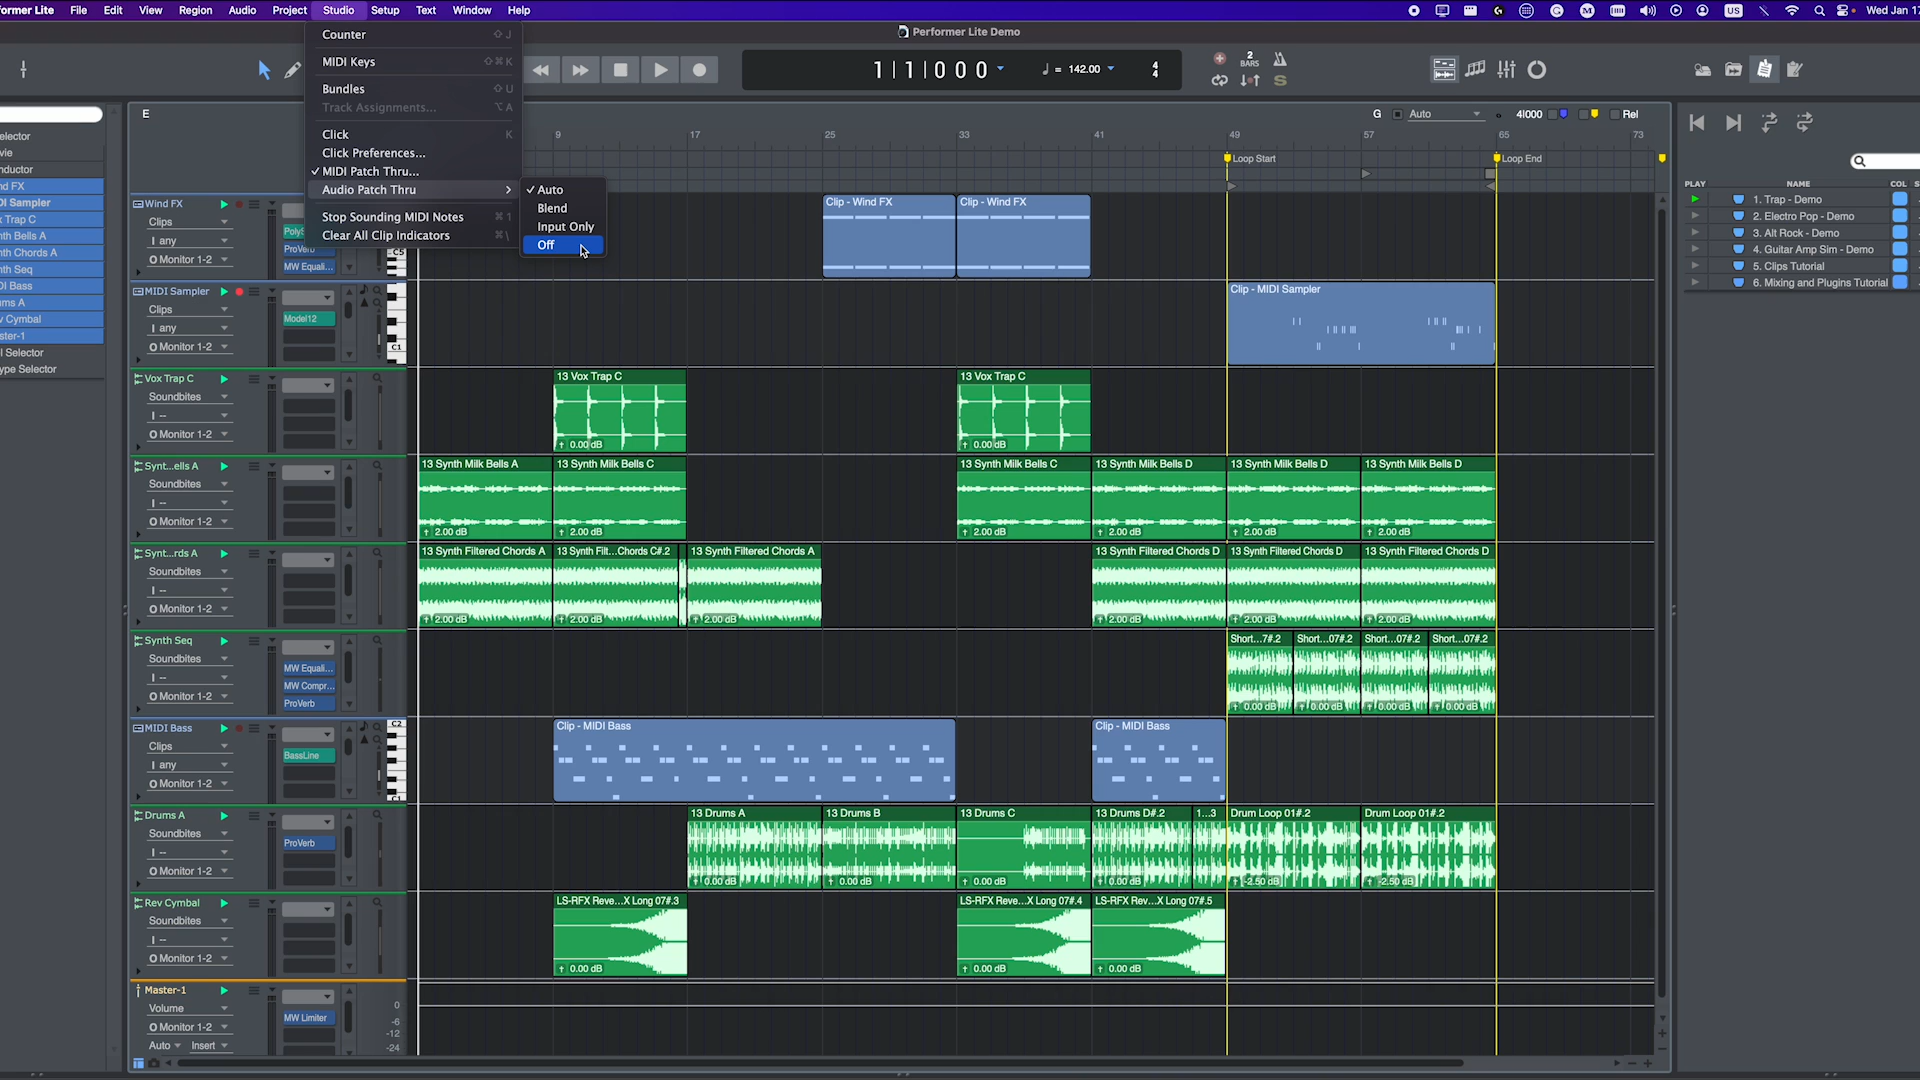 ormer Lite File Edit View Region Audio Project Studio Setup Text Window Help
US
Wed Jan 17
Performer Lite Demo
Counter ⇧J
MIDI Keys ⇧⌘K
Bundles ⇧U
Track Assignments... ⌥A
Click K
Click Preferences...
✓ MIDI Patch Thru...
Audio Patch Thru
Stop Sounding MIDI Notes ⌘1
Clear All Clip Indicators ⌘\
✓ Auto
Blend
Input Only
Off
1|1|000
♩ = 142.00
4
4
2
BARS
S
E
G Auto 41000 Rel
9 17 25 33 41 49 57 65 73
Loop Start
Loop End
elector
vie
nductor
nd FX
DI Sampler
x Trap C
nth Bells A
nth Chords A
nth Seq
DI Bass
ms A
v Cymbal
ster-1
l Selector
ype Selector
Wind FX
Clips
I any
O Monitor 1-2
PolyS
ProVerb
MW Equali...
C5
Clip - Wind FX
Clip - Wind FX
MIDI Sampler
Clips
I any
O Monitor 1-2
Model12
C1
Clip - MIDI Sampler
Vox Trap C
Soundbites
I --
O Monitor 1-2
13 Vox Trap C
0.00 dB
13 Vox Trap C
0.00 dB
Synt...ells A
Soundbites
I --
O Monitor 1-2
13 Synth Milk Bells A
2.00 dB
13 Synth Milk Bells C
2.00 dB
13 Synth Milk Bells C
2.00 dB
13 Synth Milk Bells D
2.00 dB
13 Synth Milk Bells D
2.00 dB
13 Synth Milk Bells D
2.00 dB
Synt...rds A
Soundbites
I --
O Monitor 1-2
13 Synth Filtered Chords A
2.00 dB
13 Synth Filt...Chords C#.2
2.00 dB
13 Synth Filtered Chords A
2.00 dB
13 Synth Filtered Chords D
2.00 dB
13 Synth Filtered Chords D
2.00 dB
13 Synth Filtered Chords D
2.00 dB
Synth Seq
Soundbites
I --
O Monitor 1-2
MW Equali...
MW Compr...
ProVerb
Short...7#.2
0.00 dB
Short...07#.2
0.00 dB
Short...07#.2
0.00 dB
Short...07#.2
0.00 dB
MIDI Bass
Clips
I any
O Monitor 1-2
BassLine
C2
C1
Clip - MIDI Bass
Clip - MIDI Bass
Drums A
Soundbites
I --
O Monitor 1-2
ProVerb
13 Drums A
0.00 dB
13 Drums B
0.00 dB
13 Drums C
0.00 dB
13 Drums D#.2
0.00 dB
1...3
Drum Loop 01#.2
-2.50 dB
Drum Loop 01#.2
-2.50 dB
Rev Cymbal
Soundbites
I --
O Monitor 1-2
LS-RFX Reve...X Long 07#.3
0.00 dB
LS-RFX Reve...X Long 07#.4
0.00 dB
LS-RFX Rev...X Long 07#.5
0.00 dB
Master-1
Volume
O Monitor 1-2
Auto Insert
MW Limiter
0
-6
-12
-24
PLAY NAME COL S
1. Trap - Demo
2. Electro Pop - Demo
3. Alt Rock - Demo
4. Guitar Amp Sim - Demo
5. Clips Tutorial
6. Mixing and Plugins Tutorial